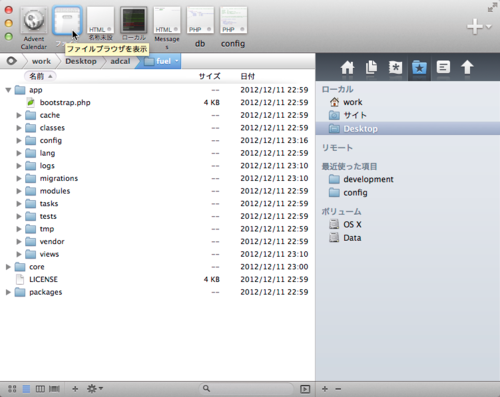 HTML
HTML
PHP
PHP
Advent Calendar
名称未設
ローカル
Messages
db
config
ファイルブラウザを表示
work
Desktop
adcal
fuel
名前
サイズ
日付
app
--
2012/12/11 22:59
bootstrap.php
4 KB
2012/12/11 22:59
cache
--
2012/12/11 22:59
classes
--
2012/12/11 22:59
config
--
2012/12/11 23:16
lang
--
2012/12/11 22:59
logs
--
2012/12/11 23:10
migrations
--
2012/12/11 23:10
modules
--
2012/12/11 22:59
tasks
--
2012/12/11 22:59
tests
--
2012/12/11 22:59
tmp
--
2012/12/11 22:59
vendor
--
2012/12/11 22:59
views
--
2012/12/11 23:10
core
--
2012/12/11 23:00
LICENSE
4 KB
2012/12/11 22:59
packages
--
2012/12/11 22:59
ローカル
work
サイト
Desktop
リモート
最近使った項目
development
config
ボリューム
OS X
Data